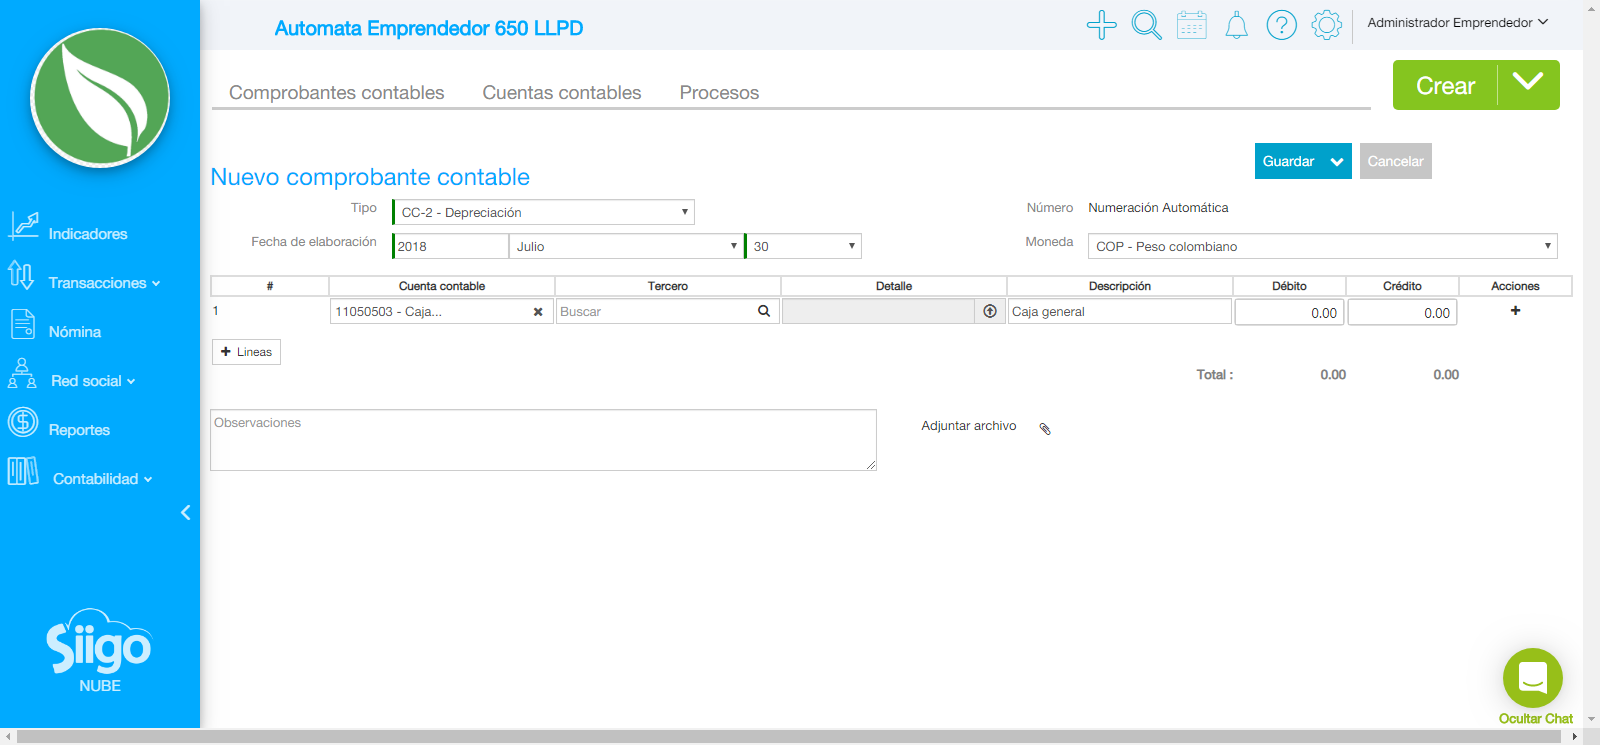 Automata Emprendedor 650 LLPD
Administrador Emprendedor
Comprobantes contables Cuentas contables Procesos
Crear
Guardar Cancelar
Nuevo comprobante contable
Tipo CC-2 - Depreciación Número Numeración Automática
Fecha de elaboración 2018 Julio 30 Moneda COP - Peso colombiano
# Cuenta contable Tercero Detalle Descripción Débito Crédito Acciones
1 11050503 - Caja... Buscar Caja general 0.00 0.00
Lineas
Total : 0.00 0.00
Observaciones
Adjuntar archivo
Indicadores
Transacciones
Nómina
Red social
Reportes
Contabilidad
Siigo
NUBE
Ocultar Chat